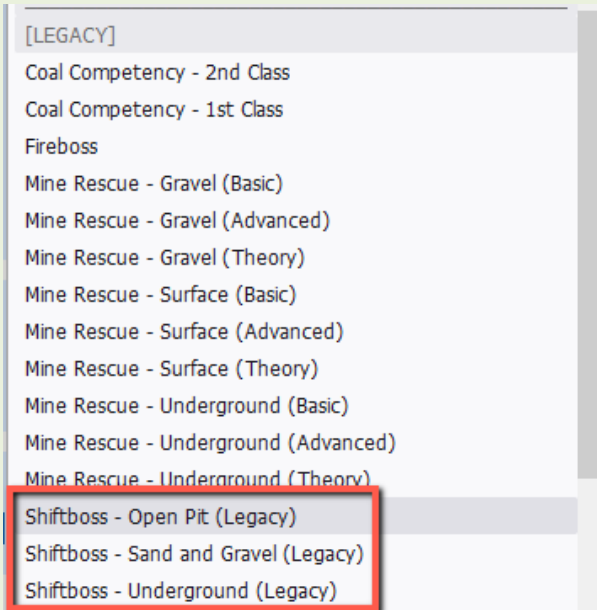 [LEGACY]
Coal Competency - 2nd Class
Coal Competency - 1st Class
Fireboss
Mine Rescue - Gravel (Basic)
Mine Rescue - Gravel (Advanced)
Mine Rescue - Gravel (Theory)
Mine Rescue - Surface (Basic)
Mine Rescue - Surface (Advanced)
Mine Rescue - Surface (Theory)
Mine Rescue - Underground (Basic)
Mine Rescue - Underground (Advanced)
Mine Rescue - Underground (Theory)
Shiftboss - Open Pit (Legacy)
Shiftboss - Sand and Gravel (Legacy)
Shiftboss - Underground (Legacy)